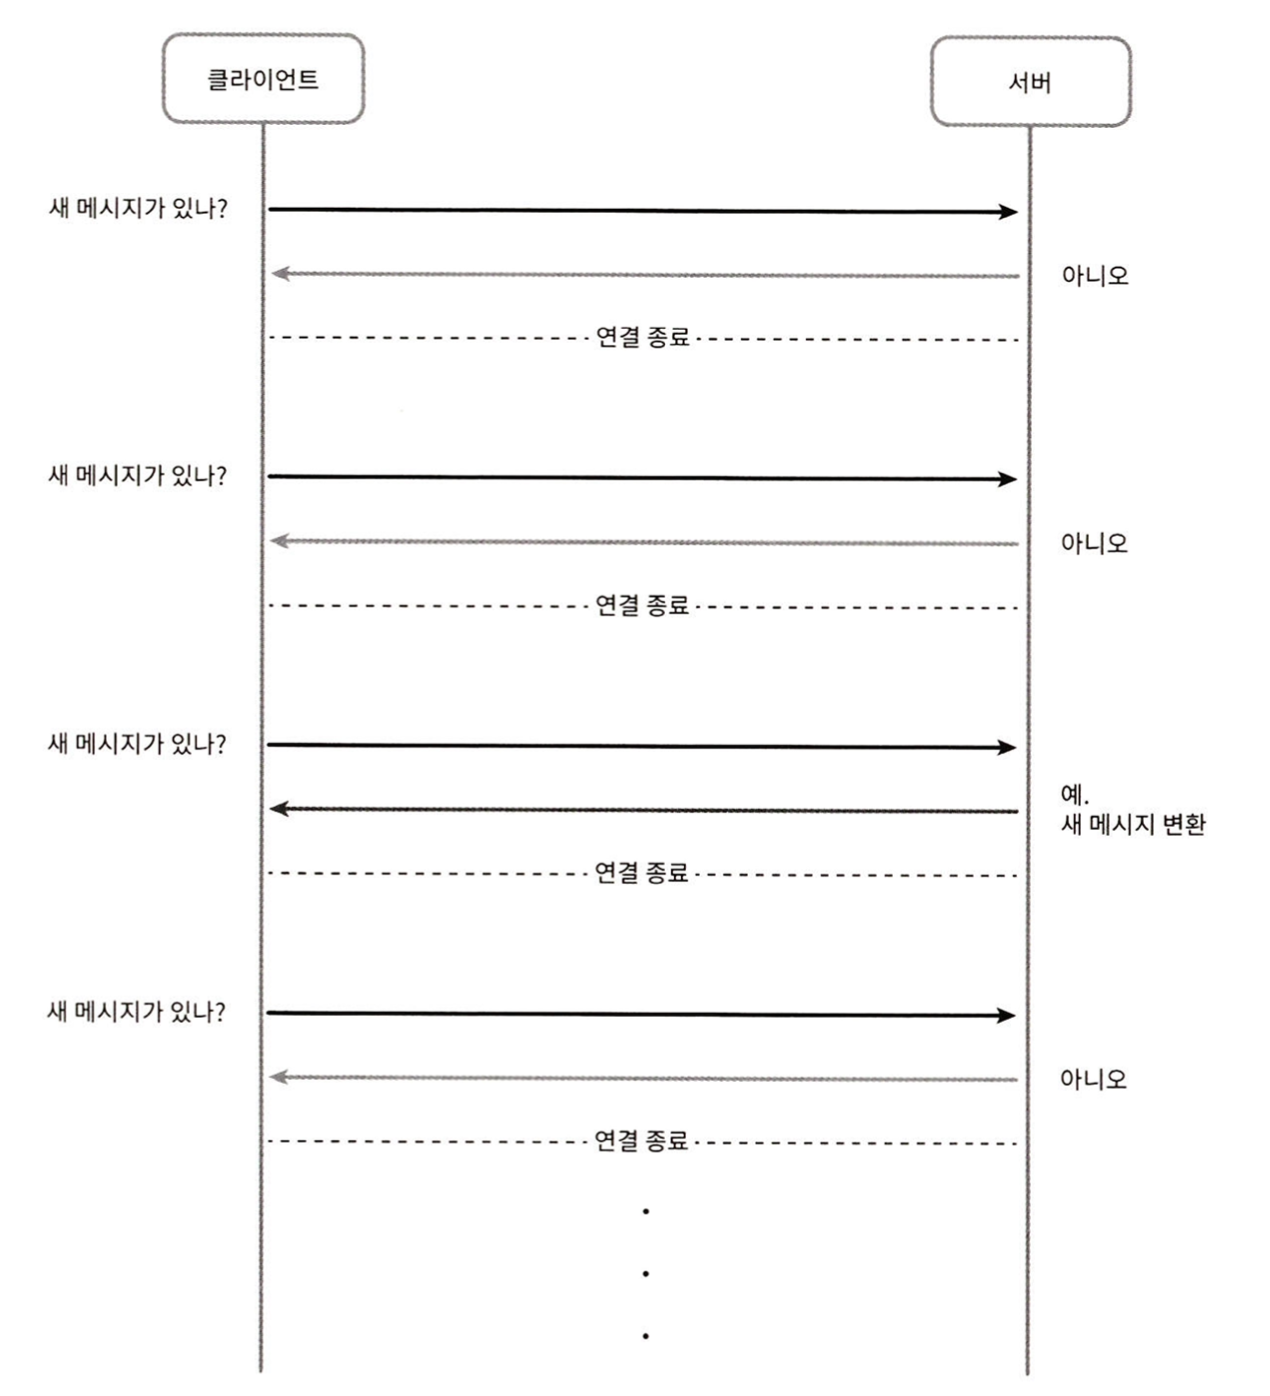 클라이언트
서버
새 메시지가 있나?
아니오
연결 종료
새 메시지가 있나?
아니오
연결 종료
새 메시지가 있나?
예.
새 메시지 변환
연결 종료
새 메시지가 있나?
아니오
연결 종료